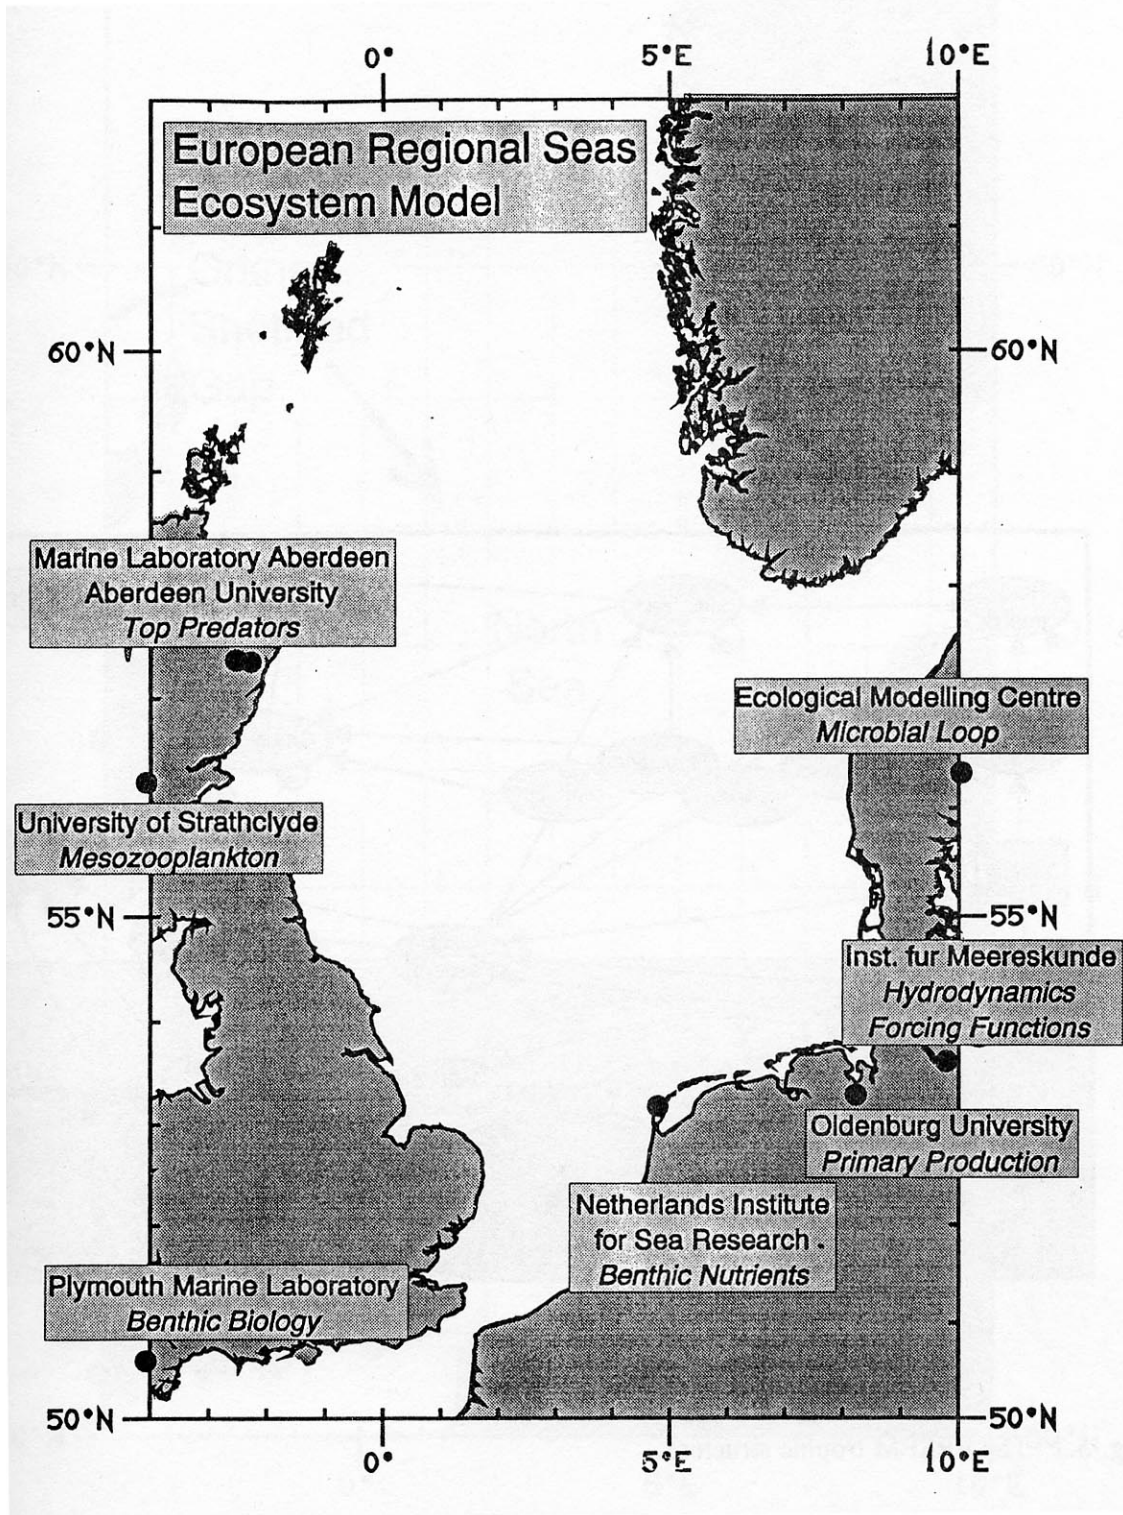 0° 5°E 10°E
European Regional Seas
Ecosystem Model
60°N 60°N
Marine Laboratory Aberdeen
Aberdeen University
Top Predators
Ecological Modelling Centre
Microbial Loop
University of Strathclyde
Mesozooplankton
55°N 55°N
Inst. fur Meereskunde
Hydrodynamics
Forcing Functions
Oldenburg University
Primary Production
Netherlands Institute
for Sea Research
Benthic Nutrients
Plymouth Marine Laboratory
Benthic Biology
50°N 50°N
0° 5°E 10°E